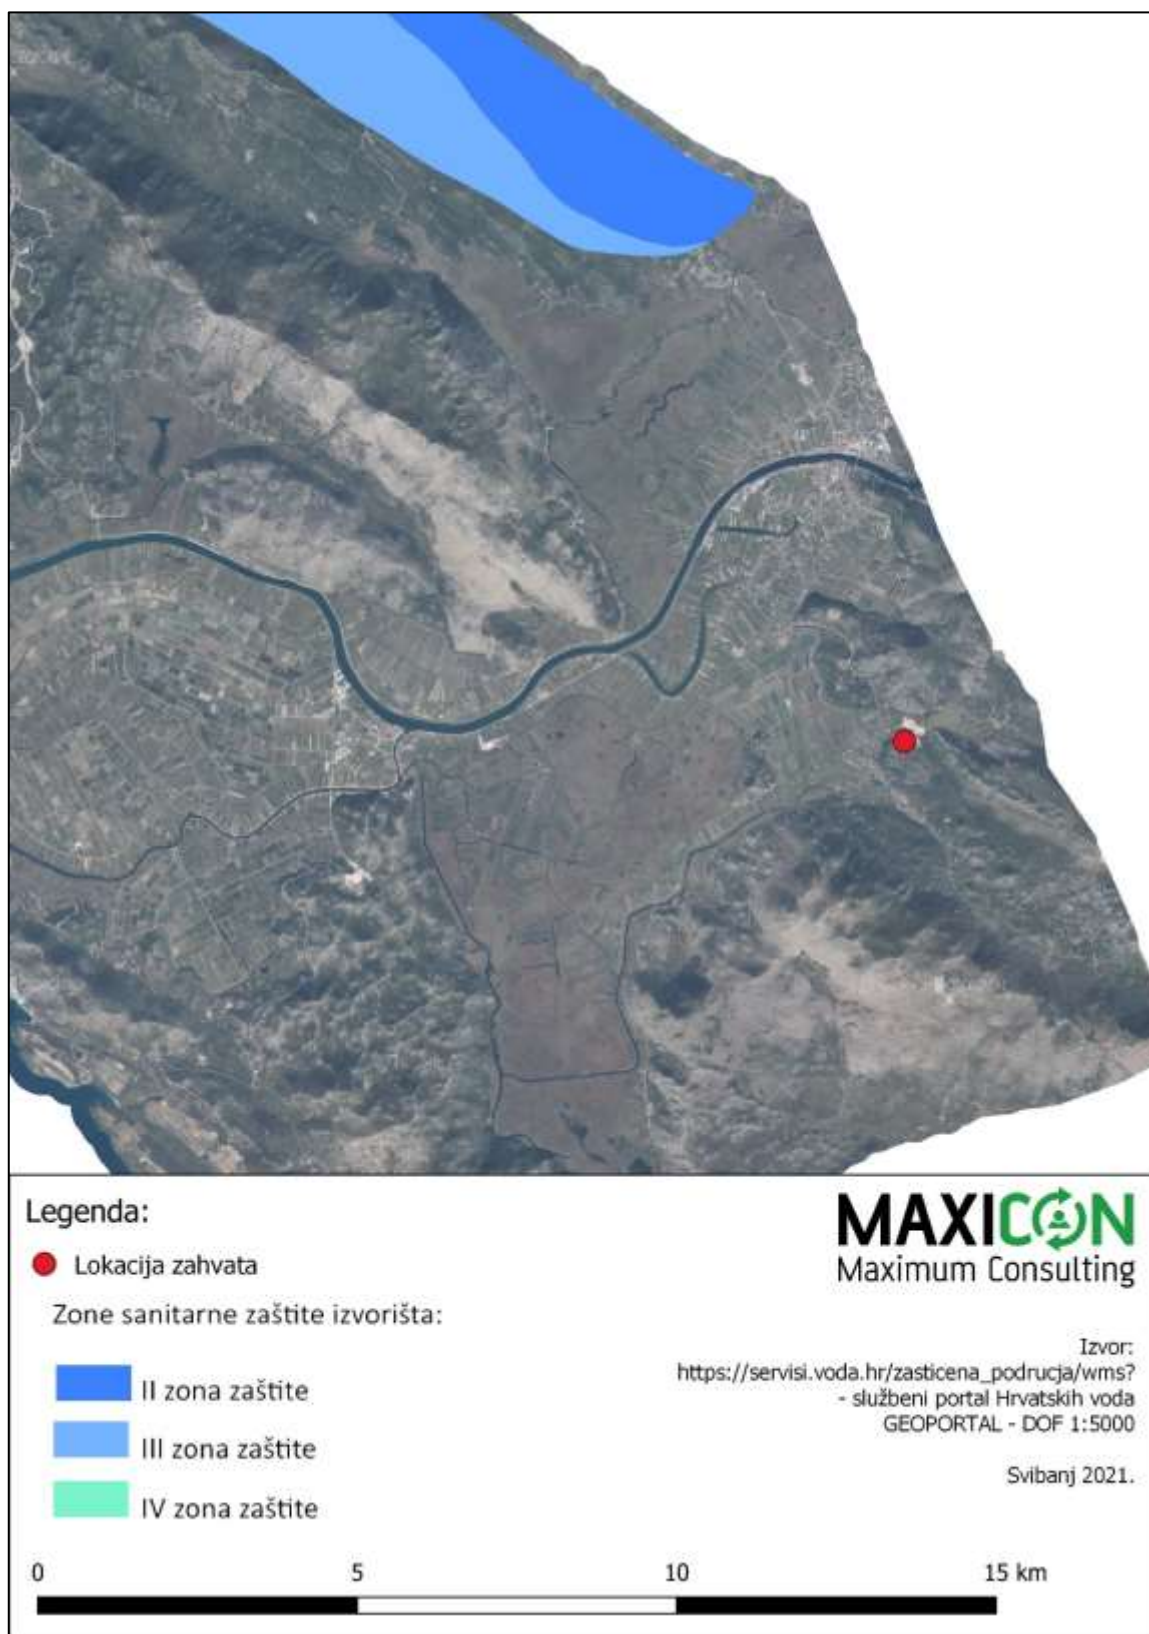 Legenda:
Lokacija zahvata
Zone sanitarne zaštite izvorišta:
II zona zaštite
III zona zaštite
IV zona zaštite
MAXICON
Maximum Consulting
Izvor:
https://servisi.voda.hr/zasticena_podrucja/wms?
- službeni portal Hrvatskih voda
GEOPORTAL - DOF 1:5000
Svibanj 2021.
0 5 10 15 km